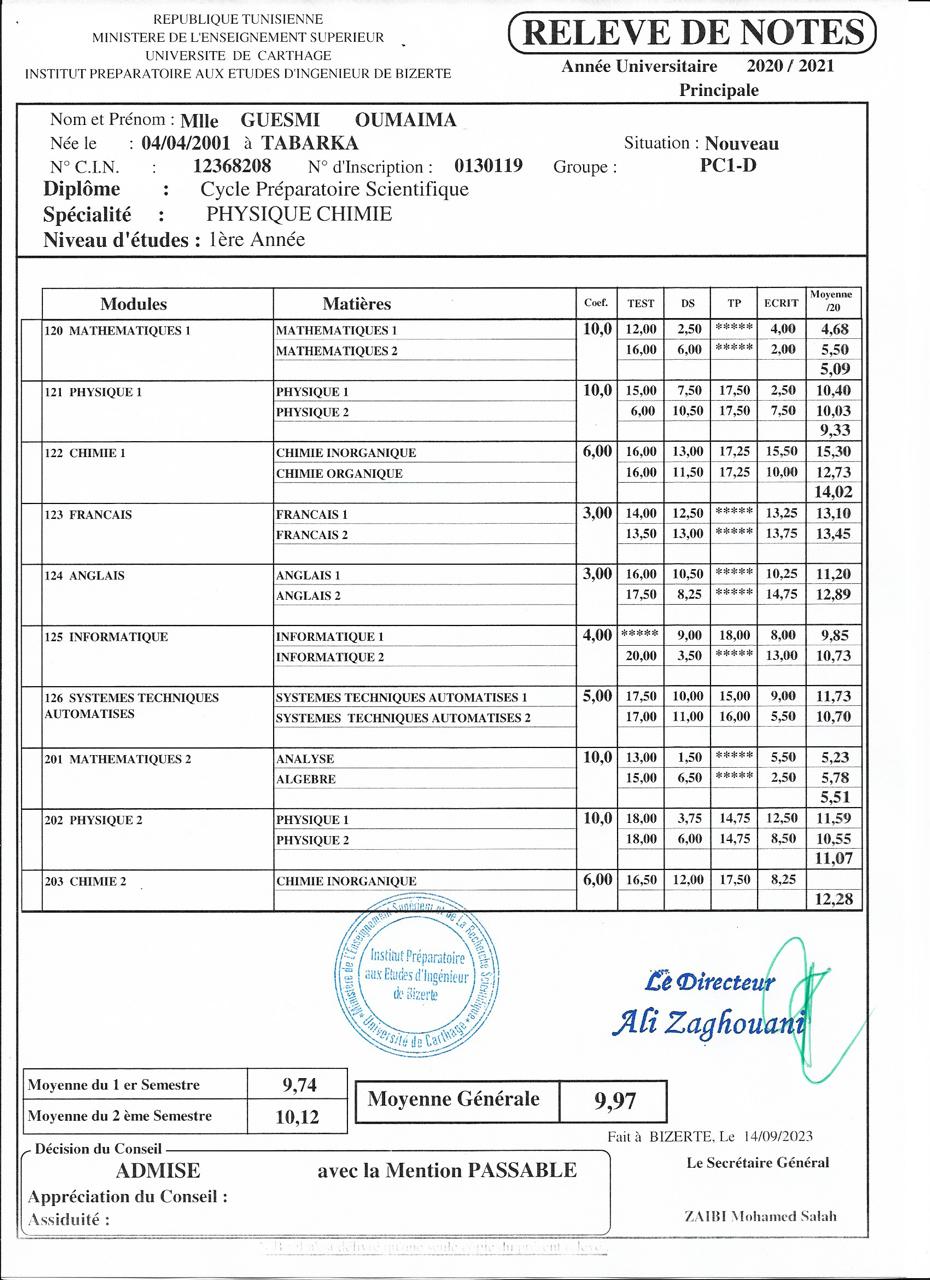 REPUBLIQUE TUNISIENNE
MINISTERE DE L'ENSEIGNEMENT SUPERIEUR
UNIVERSITE DE CARTHAGE
INSTITUT PREPARATOIRE AUX ETUDES D'INGENIEUR DE BIZERTE
RELEVE DE NOTES
Année Universitaire 2020 / 2021
Principale
Nom et Prénom : Mlle GUESMI OUMAIMA
Née le : 04/04/2001 à TABARKA Situation : Nouveau
N° C.I.N. : 12368208 N° d'Inscription : 0130119 Groupe : PC1-D
Diplôme : Cycle Préparatoire Scientifique
Spécialité : PHYSIQUE CHIMIE
Niveau d'études : 1ère Année
Modules Matières Coef. TEST DS TP ECRIT Moyenne /20
120 MATHEMATIQUES 1 MATHEMATIQUES 1 10,0 12,00 2,50 ***** 4,00 4,68
MATHEMATIQUES 2 16,00 6,00 ***** 2,00 5,50
5,09
121 PHYSIQUE 1 PHYSIQUE 1 10,0 15,00 7,50 17,50 2,50 10,40
PHYSIQUE 2 6,00 10,50 17,50 7,50 10,03
9,33
122 CHIMIE 1 CHIMIE INORGANIQUE 6,00 16,00 13,00 17,25 15,50 15,30
CHIMIE ORGANIQUE 16,00 11,50 17,25 10,00 12,73
14,02
123 FRANCAIS FRANCAIS 1 3,00 14,00 12,50 ***** 13,25 13,10
FRANCAIS 2 13,50 13,00 ***** 13,75 13,45
124 ANGLAIS ANGLAIS 1 3,00 16,00 10,50 ***** 10,25 11,20
ANGLAIS 2 17,50 8,25 ***** 14,75 12,89
125 INFORMATIQUE INFORMATIQUE 1 4,00 ***** 9,00 18,00 8,00 9,85
INFORMATIQUE 2 20,00 3,50 ***** 13,00 10,73
126 SYSTEMES TECHNIQUES SYSTEMES TECHNIQUES AUTOMATISES 1 5,00 17,50 10,00 15,00 9,00 11,73
AUTOMATISES SYSTEMES TECHNIQUES AUTOMATISES 2 17,00 11,00 16,00 5,50 10,70
201 MATHEMATIQUES 2 ANALYSE 10,0 13,00 1,50 ***** 5,50 5,23
ALGEBRE 15,00 6,50 ***** 2,50 5,78
5,51
202 PHYSIQUE 2 PHYSIQUE 1 10,0 18,00 3,75 14,75 12,50 11,59
PHYSIQUE 2 18,00 6,00 14,75 8,50 10,55
11,07
203 CHIMIE 2 CHIMIE INORGANIQUE 6,00 16,50 12,00 17,50 8,25
12,28
Ministère de l'Enseignement Supérieur et de La Recherche Scientifique
Institut Préparatoire
aux Etudes d'Ingénieur
de Bizerte
Université de Carthage
Le Directeur
Ali Zaghouani
Moyenne du 1 er Semestre 9,74
Moyenne du 2 ème Semestre 10,12
Moyenne Générale 9,97
Fait à BIZERTE, Le 14/09/2023
Décision du Conseil
ADMISE avec la Mention PASSABLE
Le Secrétaire Général
Appréciation du Conseil :
Assiduité :
ZAIBI Mohamed Salah